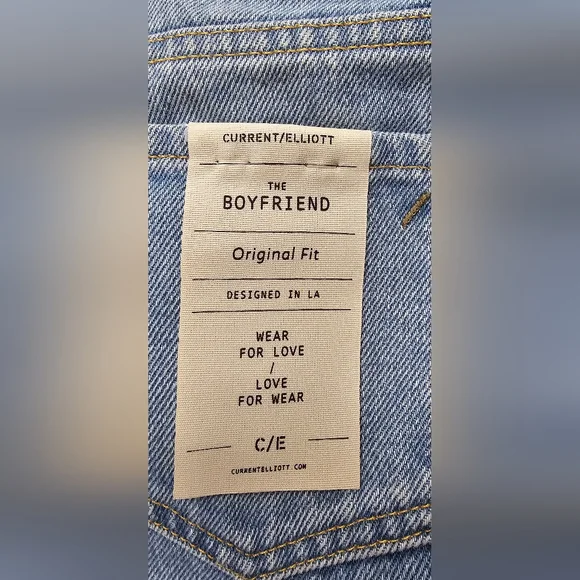 CURRENT/ELLIOTT
THE
BOYFRIEND
Original Fit
DESIGNED IN LA
WEAR
FOR LOVE
/
LOVE
FOR WEAR
C/E
CURRENTELLIOTT.COM